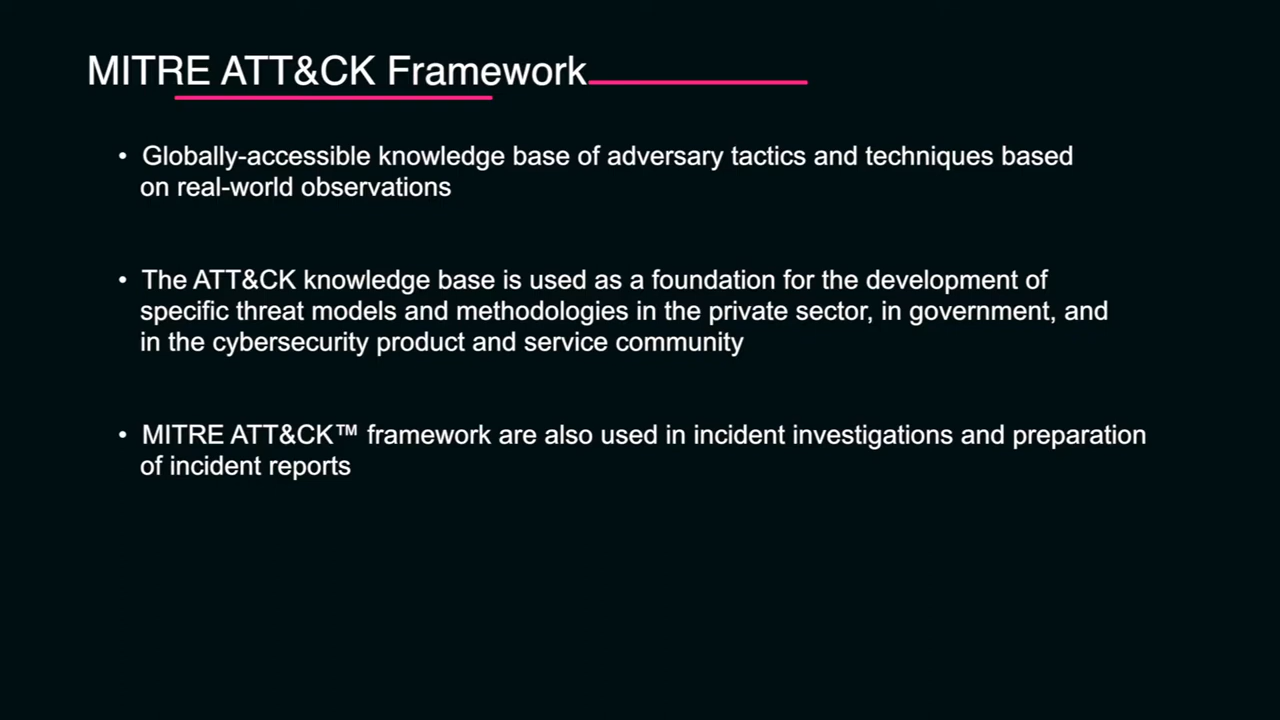 MITRE ATT&CK Framework
• Globally-accessible knowledge base of adversary tactics and techniques based
on real-world observations
• The ATT&CK knowledge base is used as a foundation for the development of
specific threat models and methodologies in the private sector, in government, and
in the cybersecurity product and service community
• MITRE ATT&CK™ framework are also used in incident investigations and preparation
of incident reports